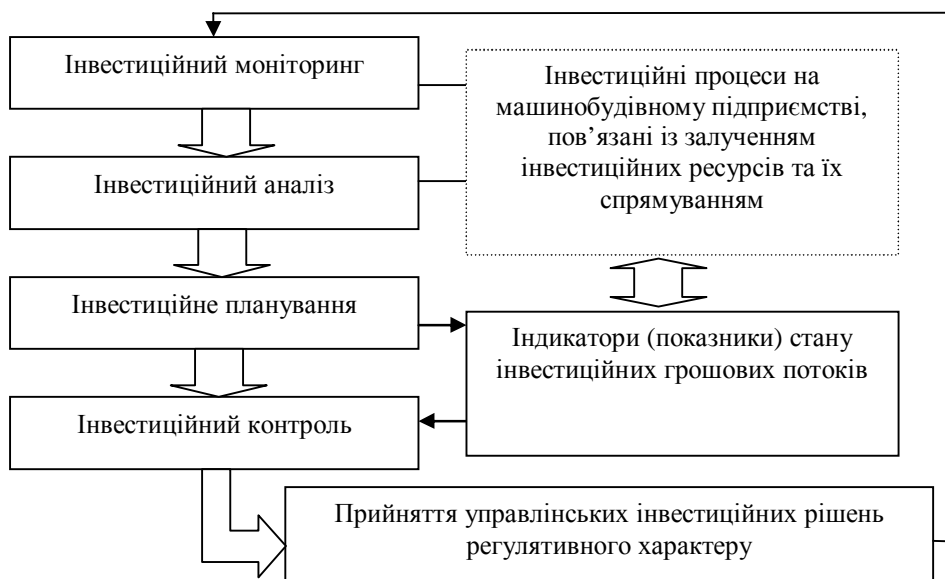 Інвестиційний моніторинг
Інвестиційні процеси на
машинобудівному підприємстві,
пов’язані із залученням
інвестиційних ресурсів та їх
спрямуванням
Інвестиційний аналіз
Інвестиційне планування
Індикатори (показники) стану
інвестиційних грошових потоків
Інвестиційний контроль
Прийняття управлінських інвестиційних рішень
регулятивного характеру